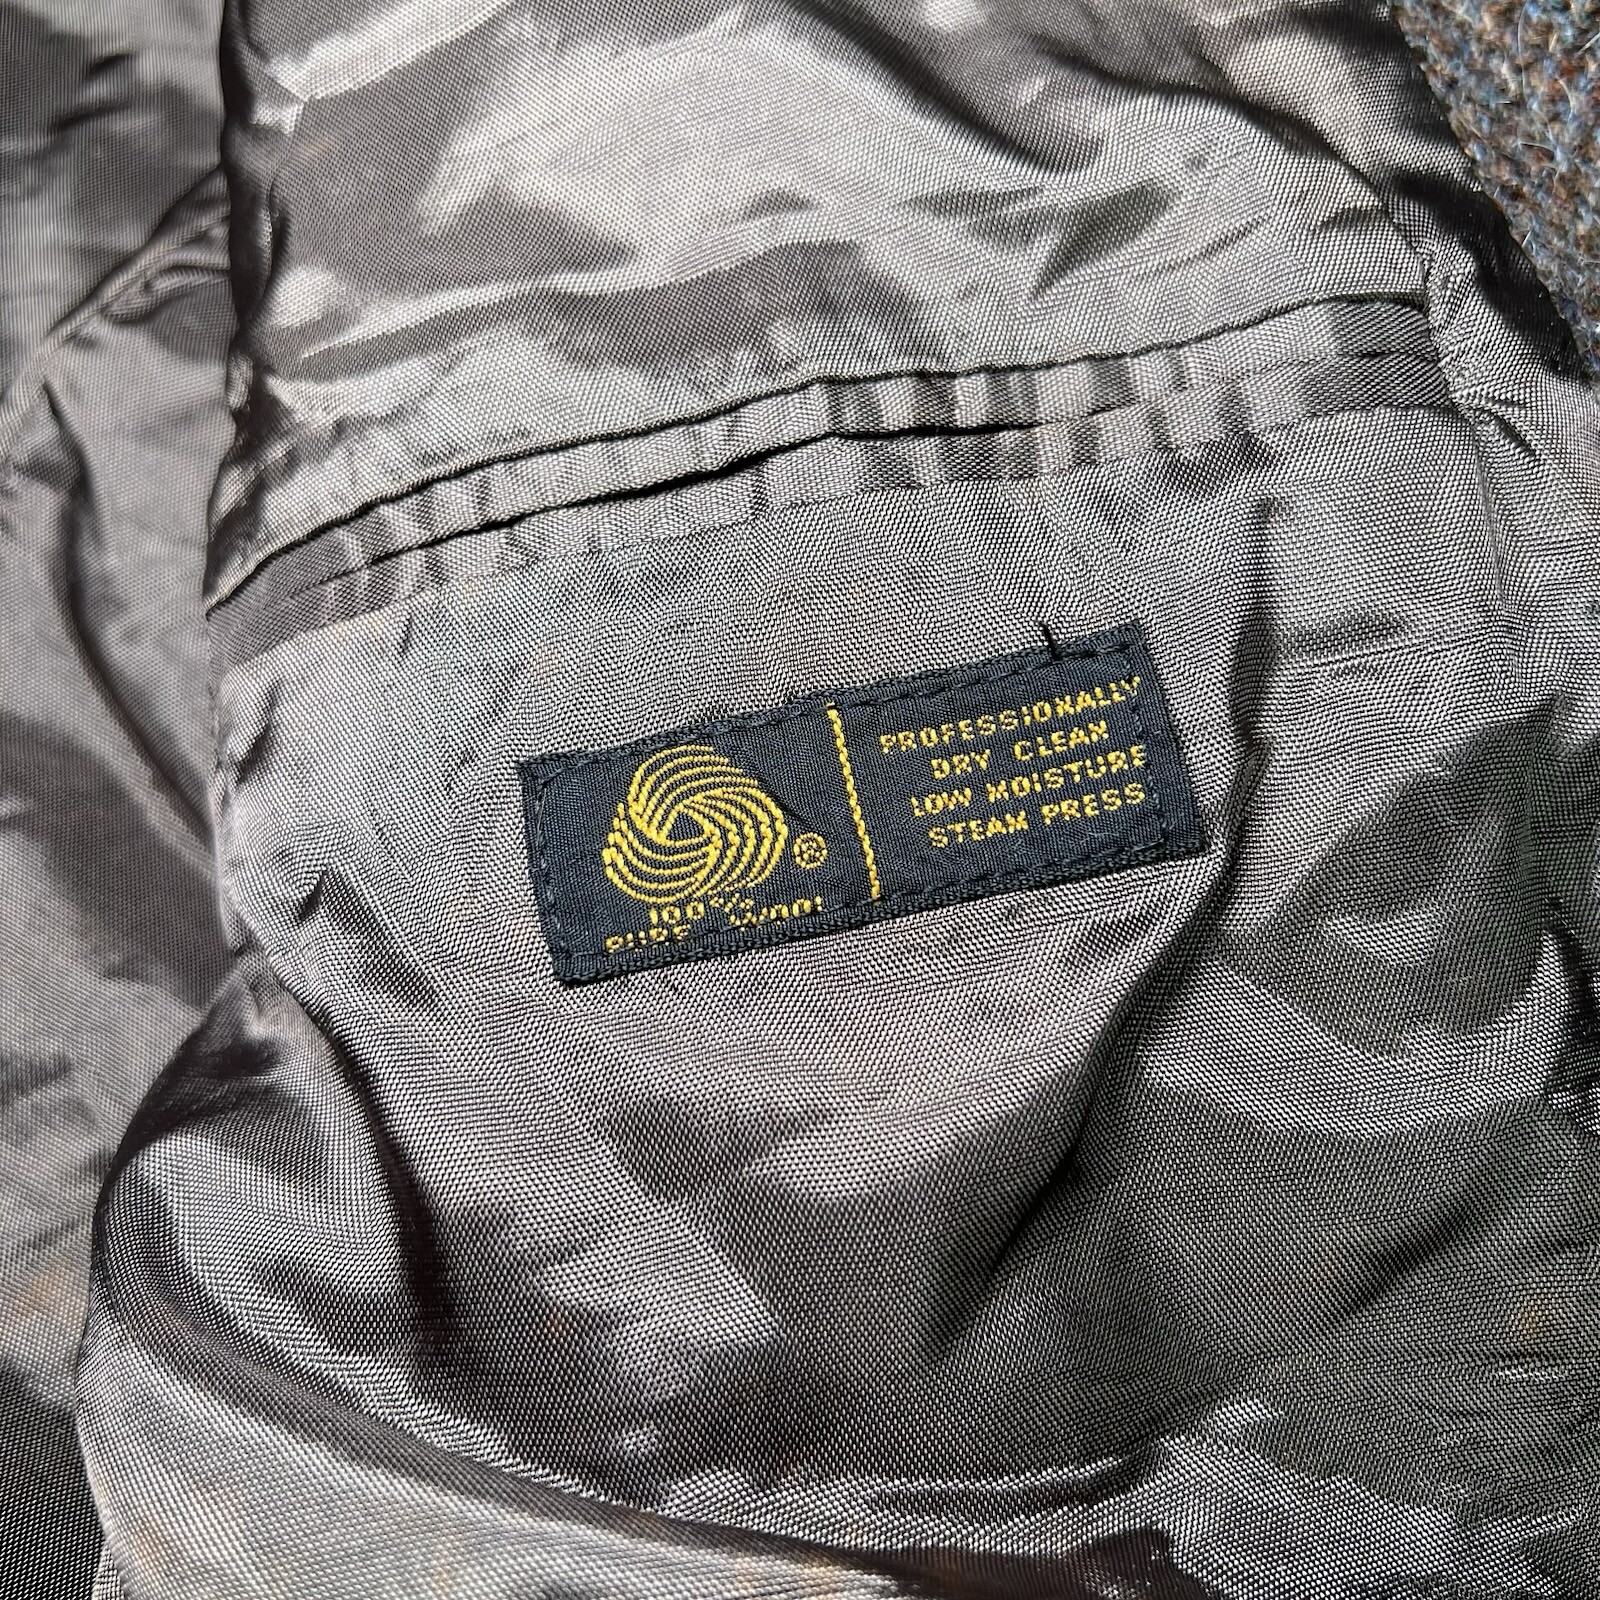 ®
100%
PURE Wool
PROFESSIONALLY
DRY CLEAN
LOW MOISTURE
STEAM PRESS